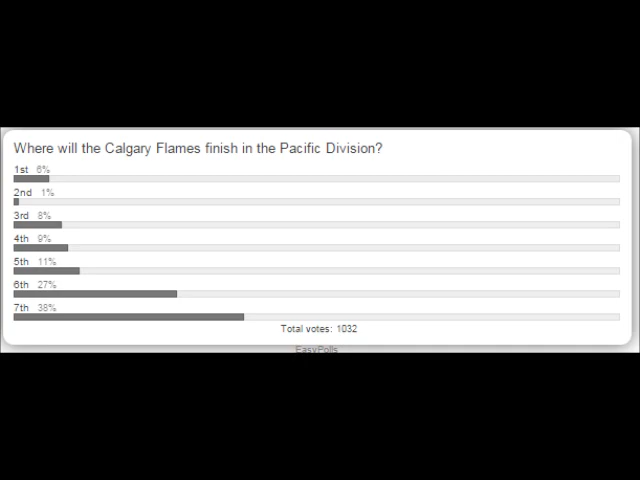 Where will the Calgary Flames finish in the Pacific Division?
1st 6%
2nd 1%
3rd 8%
4th 9%
5th 11%
6th 27%
7th 38%
Total votes: 1032
EasyPolls